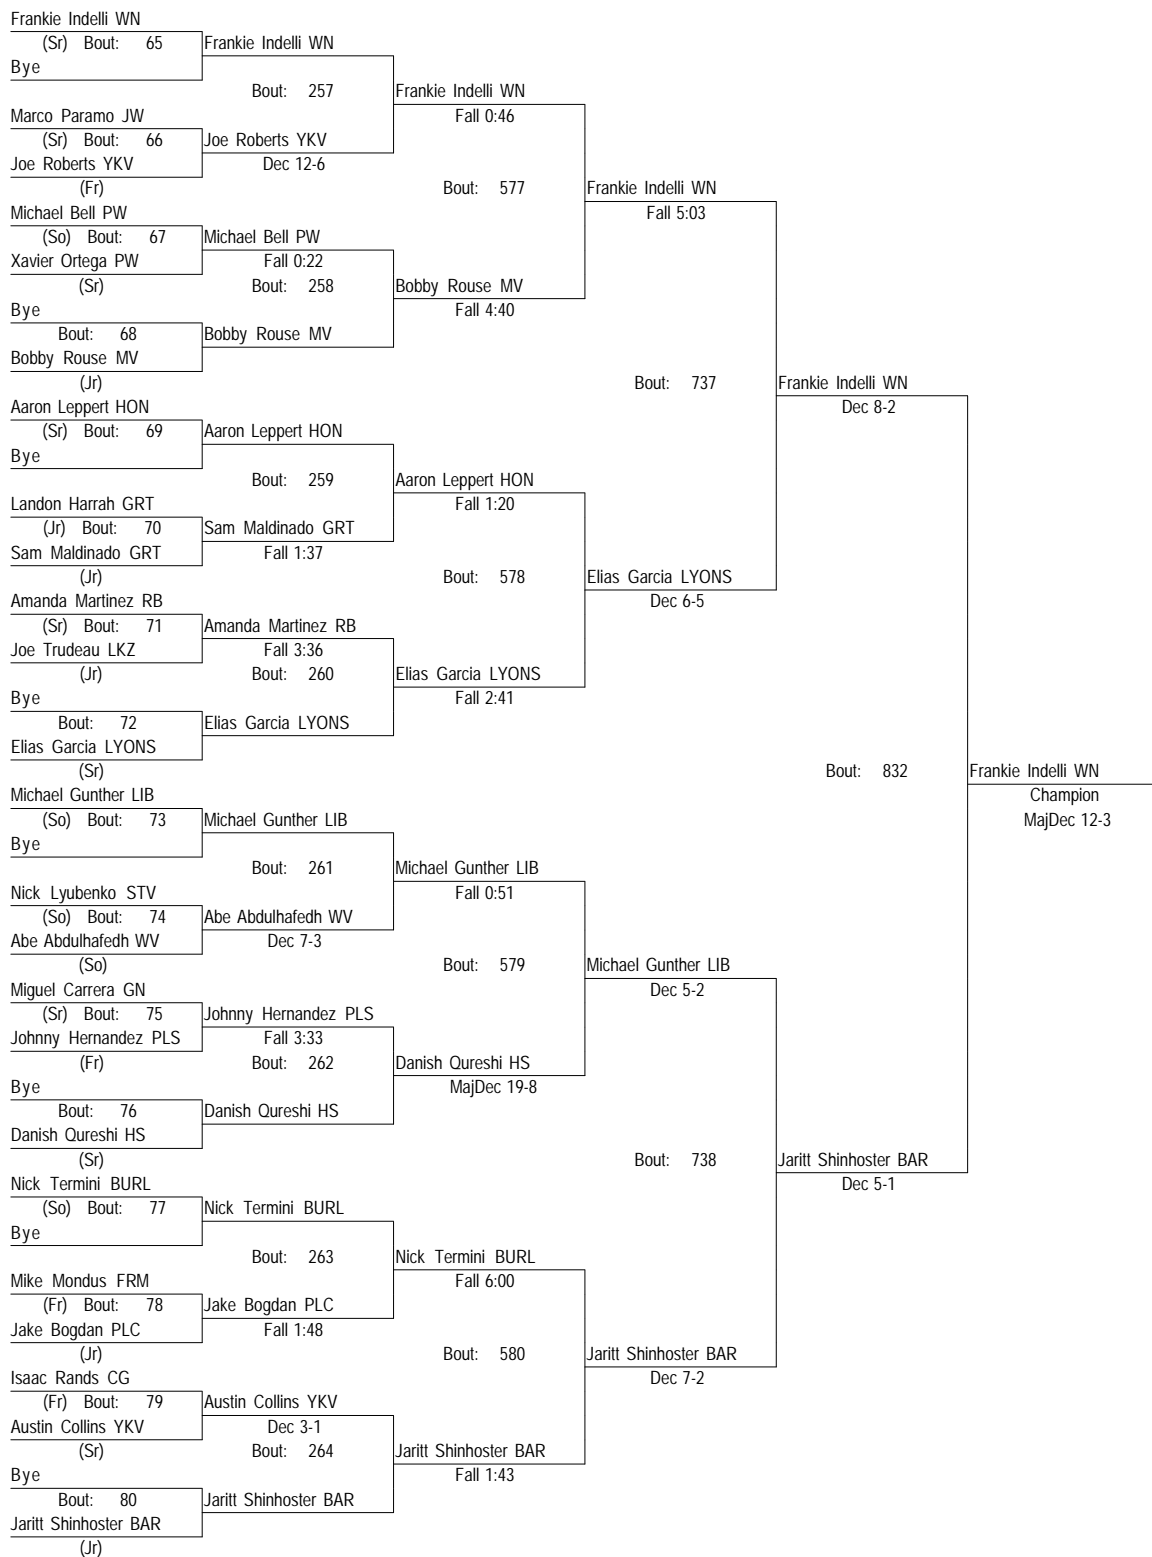 Frankie Indelli WN
(Sr) Bout: 65 Frankie Indelli WN
Bye
Bout: 257 Frankie Indelli WN
Marco Paramo JW Fall 0:46
(Sr) Bout: 66 Joe Roberts YKV
Joe Roberts YKV Dec 12-6
(Fr) Bout: 577 Frankie Indelli WN
Michael Bell PW Fall 5:03
(So) Bout: 67 Michael Bell PW
Xavier Ortega PW Fall 0:22
(Sr) Bout: 258 Bobby Rouse MV
Bye Fall 4:40
Bout: 68 Bobby Rouse MV
Bobby Rouse MV
(Jr) Bout: 737 Frankie Indelli WN
Aaron Leppert HON Dec 8-2
(Sr) Bout: 69 Aaron Leppert HON
Bye
Bout: 259 Aaron Leppert HON
Landon Harrah GRT Fall 1:20
(Jr) Bout: 70 Sam Maldinado GRT
Sam Maldinado GRT Fall 1:37
(Jr) Bout: 578 Elias Garcia LYONS
Amanda Martinez RB Dec 6-5
(Sr) Bout: 71 Amanda Martinez RB
Joe Trudeau LKZ Fall 3:36
(Jr) Bout: 260 Elias Garcia LYONS
Bye Fall 2:41
Bout: 72 Elias Garcia LYONS
Elias Garcia LYONS
(Sr) Bout: 832 Frankie Indelli WN
Michael Gunther LIB Champion
(So) Bout: 73 Michael Gunther LIB MajDec 12-3
Bye
Bout: 261 Michael Gunther LIB
Nick Lyubenko STV Fall 0:51
(So) Bout: 74 Abe Abdulhafedh WV
Abe Abdulhafedh WV Dec 7-3
(So) Bout: 579 Michael Gunther LIB
Miguel Carrera GN Dec 5-2
(Sr) Bout: 75 Johnny Hernandez PLS
Johnny Hernandez PLS Fall 3:33
(Fr) Bout: 262 Danish Qureshi HS
Bye MajDec 19-8
Bout: 76 Danish Qureshi HS
Danish Qureshi HS
(Sr) Bout: 738 Jaritt Shinhoster BAR
Nick Termini BURL Dec 5-1
(So) Bout: 77 Nick Termini BURL
Bye
Bout: 263 Nick Termini BURL
Mike Mondus FRM Fall 6:00
(Fr) Bout: 78 Jake Bogdan PLC
Jake Bogdan PLC Fall 1:48
(Jr) Bout: 580 Jaritt Shinhoster BAR
Isaac Rands CG Dec 7-2
(Fr) Bout: 79 Austin Collins YKV
Austin Collins YKV Dec 3-1
(Sr) Bout: 264 Jaritt Shinhoster BAR
Bye Fall 1:43
Bout: 80 Jaritt Shinhoster BAR
Jaritt Shinhoster BAR
(Jr)